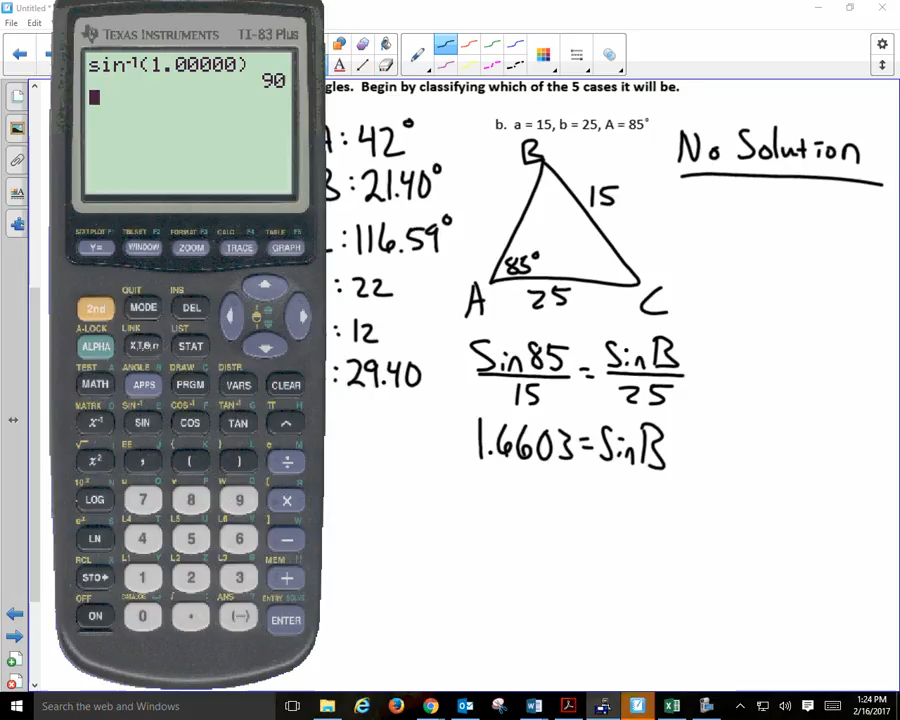 Untitled *
File
Edit
TEXAS INSTRUMENTS TI-83 Plus
sin⁻¹(1.00000)
90
STAT PLOT F1 TBLSET F2 FORMAT F3 CALC F4 TABLE F5
Y= WINDOW ZOOM TRACE GRAPH
QUIT INS
2nd MODE DEL
A-LOCK LINK LIST
ALPHA X,T,θ,n STAT
TEST A ANGLE B DRAW C DISTR
MATH APPS PRGM VARS CLEAR
MATRX D SIN⁻¹ E COS⁻¹ F TAN⁻¹ G π H
x⁻¹ SIN COS TAN ^
√ I EE J { K } L e M
x² , ( ) ÷
10ˣ N u O v P w Q [ R
LOG 7 8 9 ×
eˣ S L4 T L5 U L6 V ] W
LN 4 5 6 −
RCL X L1 Y L2 Z L3 θ MEM "
STO▸ 1 2 3 +
OFF ANS ? ENTRY SOLVE
ON 0 . (−) ENTER
gles. Begin by classifying which of the 5 cases it will be.
: 42°
: 21.40°
: 116.59°
: 22
: 12
: 29.40
b. a = 15, b = 25, A = 85°
No Solution
B
15
85°
A 25 C
Sin85/15 = SinB/25
1.6603=SinB
Search the web and Windows
1:24 PM
2/16/2017